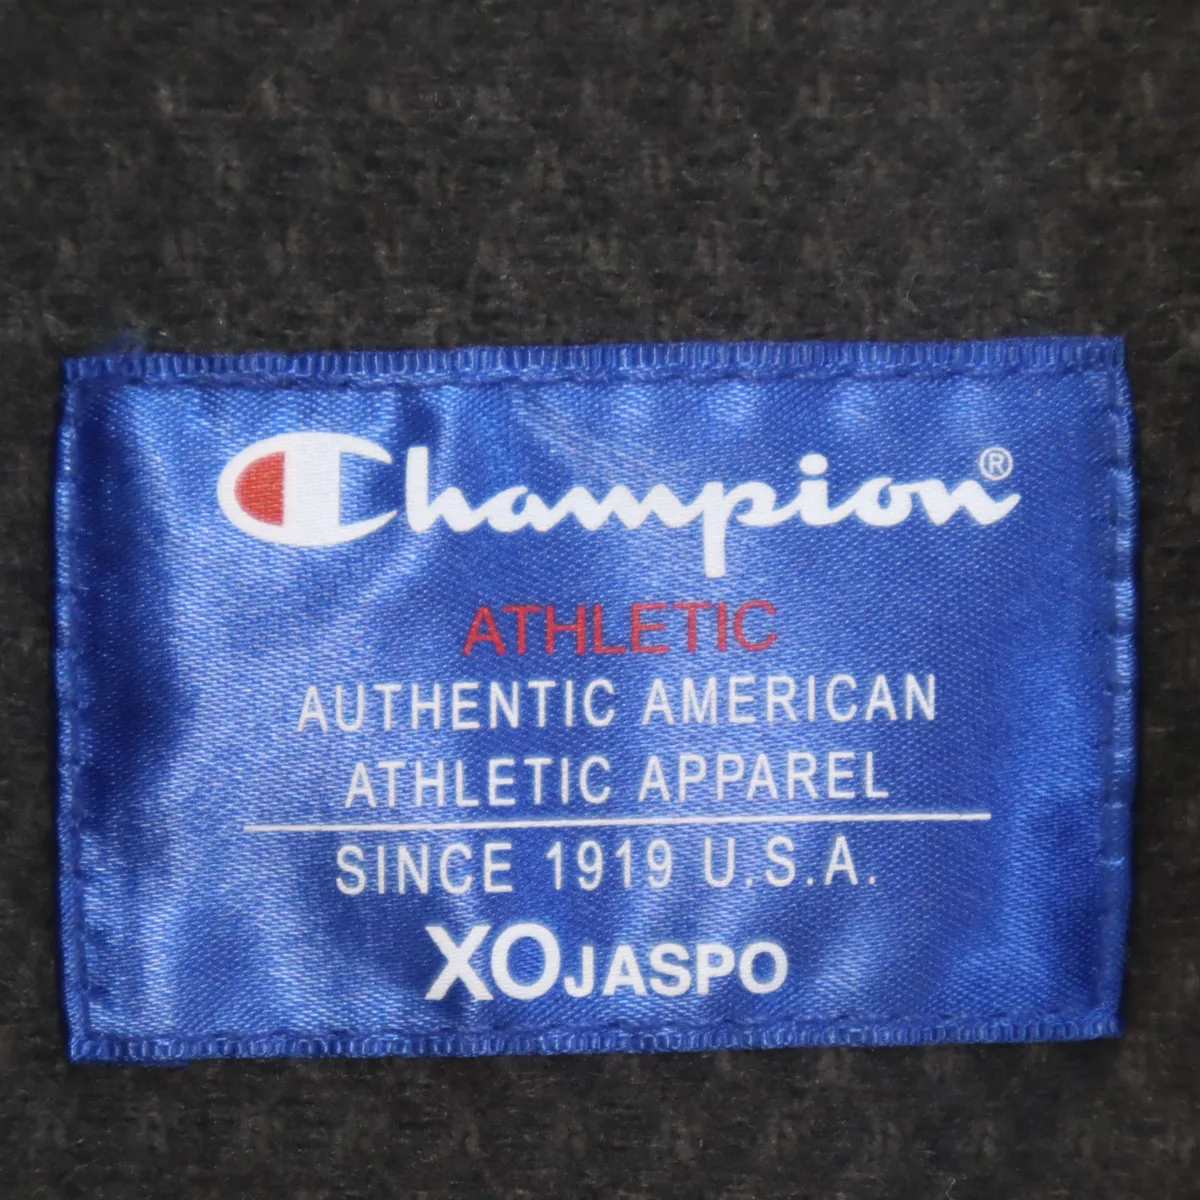 Champion®
ATHLETIC
AUTHENTIC AMERICAN
ATHLETIC APPAREL
SINCE 1919 U.S.A.
XOJASPO